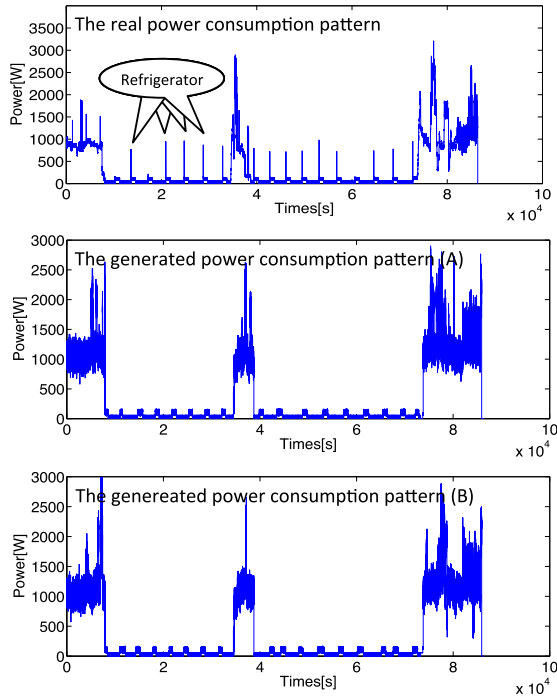 The real power consumption pattern
3500
3000
2500
2000
1500
1000
500
0
Power[W]
Refrigerator
0 2 4 6 8 10
Times[s]
x 10^4
The generated power consumption pattern (A)
3000
2500
2000
1500
1000
500
0
Power[W]
0 2 4 6 8 10
Times[s]
x 10^4
The genereated power consumption pattern (B)
3000
2500
2000
1500
1000
500
0
Power[W]
0 2 4 6 8 10
Times[s]
x 10^4